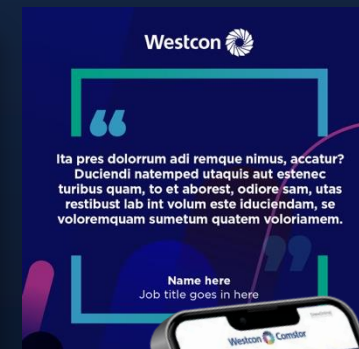 Westcon
Ita pres dolorrum adi remque nimus, accatur?
Duciendi natemped utaquis aut estenec
turibus quam, to et aborest, odiore sam, utas
restibust lab int volum este iduciendam, se
voloremquam sumetum quatem voloriamem.
Name here
Job title goes in here
Westcon Comstor